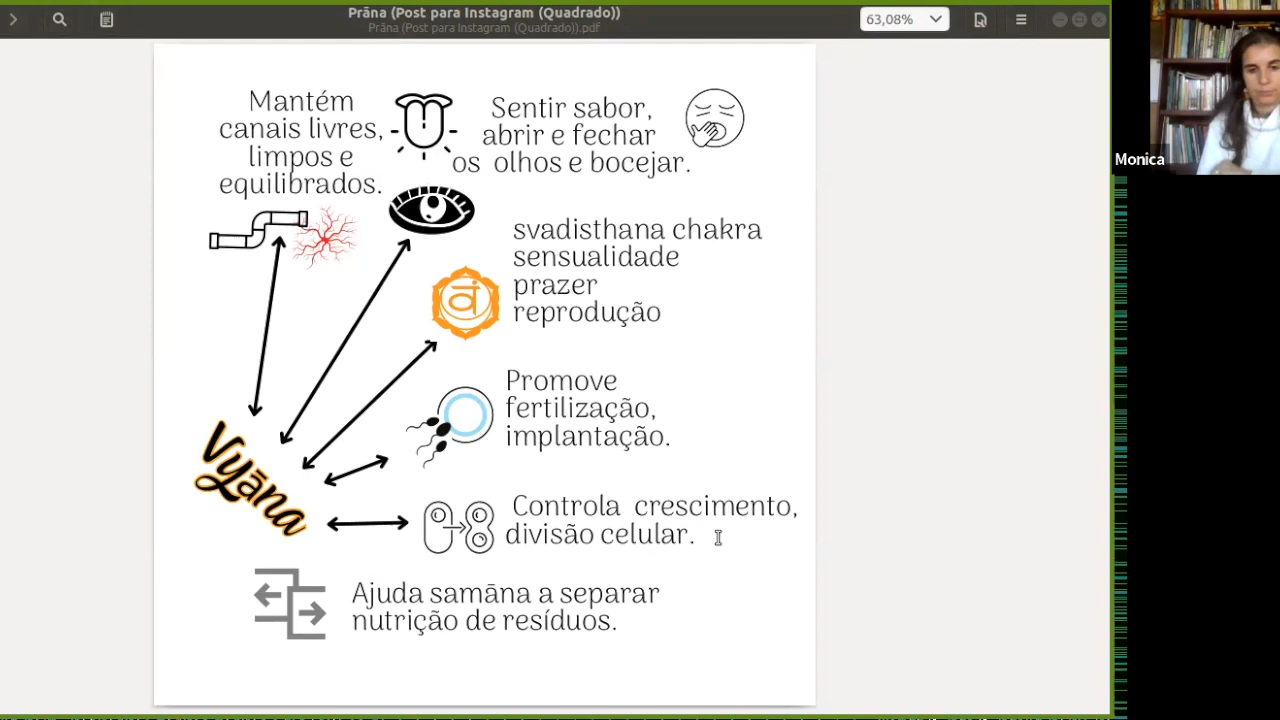 Prāna (Post para Instagram (Quadrado))
Prāna (Post para Instagram (Quadrado)).pdf
63,08%
Monica
Mantém
canais livres,
limpos e
equilibrados.
Sentir sabor,
abrir e fechar
os olhos e bocejar.
svadisthana chakra
sensualidade
prazer
reprodução
Promove
fertilização,
implantação.
Vyāna
Controla crescimento,
divisão celular.
Ajuda samāna a separar
nutrição de resíduos.